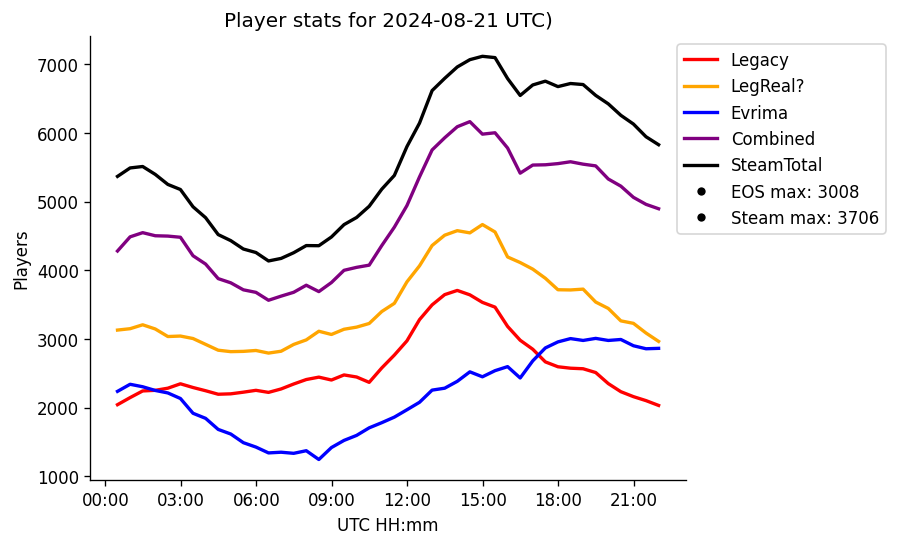 Player stats for 2024-08-21 UTC)
Legacy
LegReal?
Evrima
Combined
SteamTotal
EOS max: 3008
Steam max: 3706
Players
7000
6000
5000
4000
3000
2000
1000
00:00 03:00 06:00 09:00 12:00 15:00 18:00 21:00
UTC HH:mm